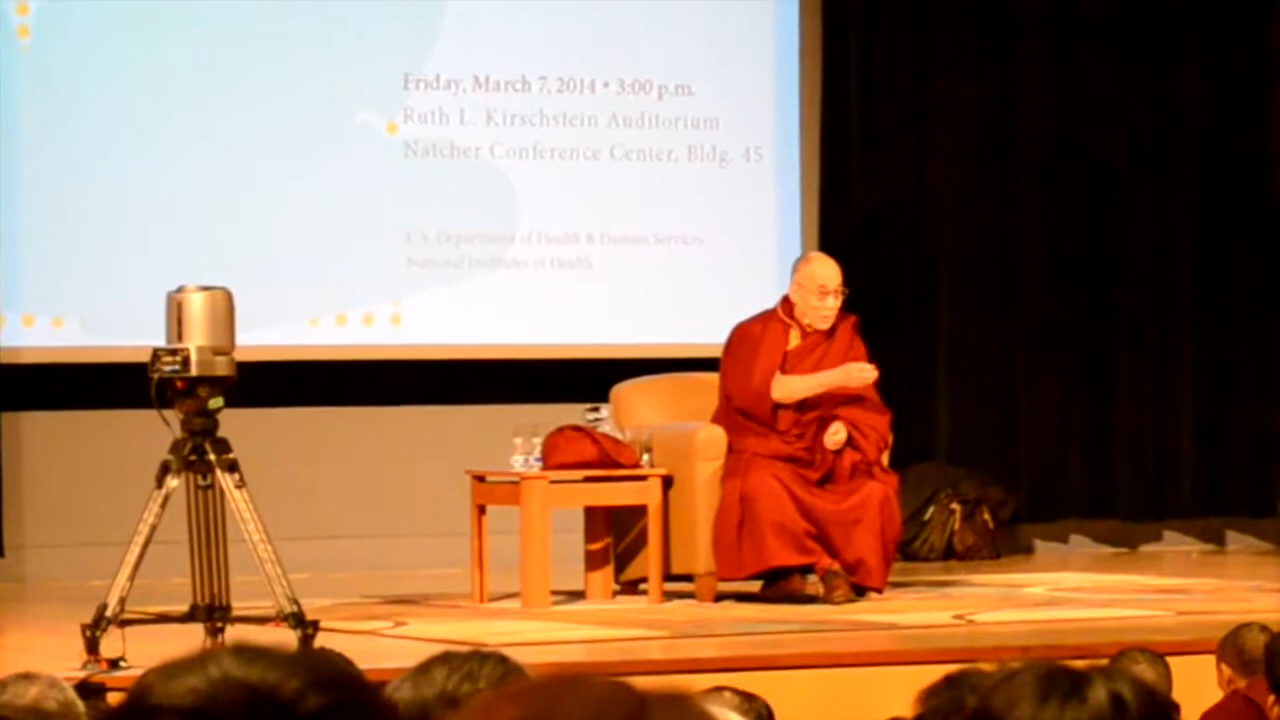 Friday, March 7, 2014 • 3:00 p.m.
Ruth L. Kirschstein Auditorium
Natcher Conference Center, Bldg. 45
U.S. Department of Health & Human Services
National Institutes of Health